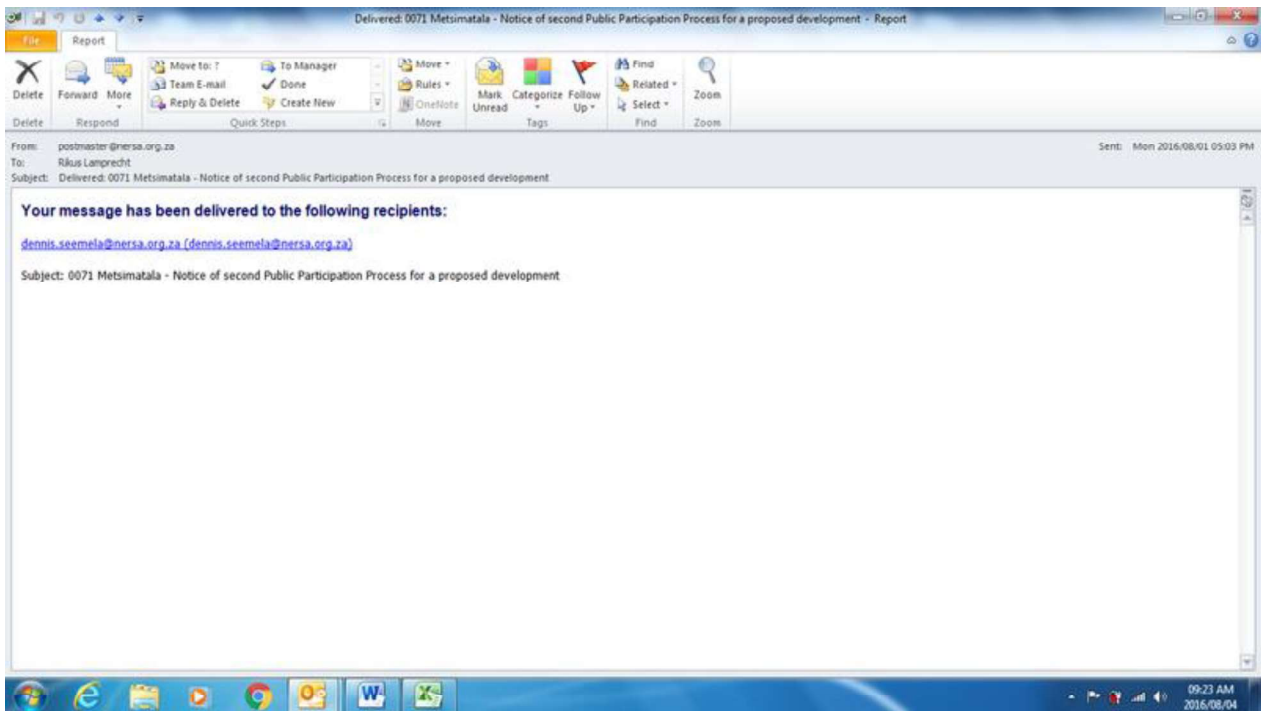 Delivered: 0071 Metsimatala - Notice of second Public Participation Process for a proposed development - Report
File Report
Move to: ? To Manager Move Find
Team E-mail Done Rules Related
Delete Forward More Reply & Delete Create New OneNote Mark Unread Categorize Follow Up Select Zoom
Delete Respond Quick Steps Move Tags Find Zoom
From: postmaster@nersa.org.za Sent: Mon 2016/08/01 05:03 PM
To: Rikus Lamprecht
Subject: Delivered: 0071 Metsimatala - Notice of second Public Participation Process for a proposed development
Your message has been delivered to the following recipients:
dennis.seemela@nersa.org.za (dennis.seemela@nersa.org.za)
Subject: 0071 Metsimatala - Notice of second Public Participation Process for a proposed development
09:23 AM
2016/08/04